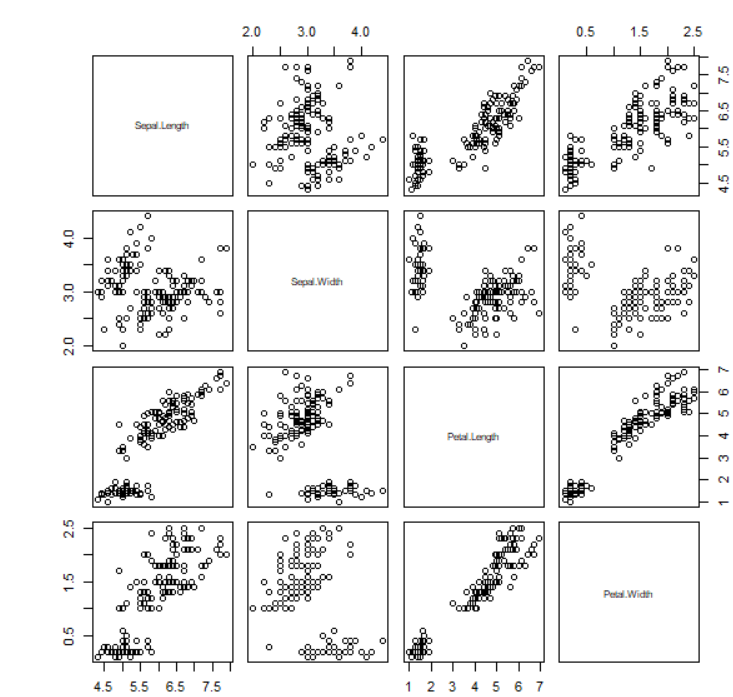 2.0 3.0 4.0 0.5 1.5 2.5
Sepal.Length
4.5 5.5 6.5 7.5
2.0 3.0 4.0
Sepal.Width
Petal.Length
1 2 3 4 5 6 7
0.5 1.5 2.5
Petal.Width
4.5 5.5 6.5 7.5 1 2 3 4 5 6 7